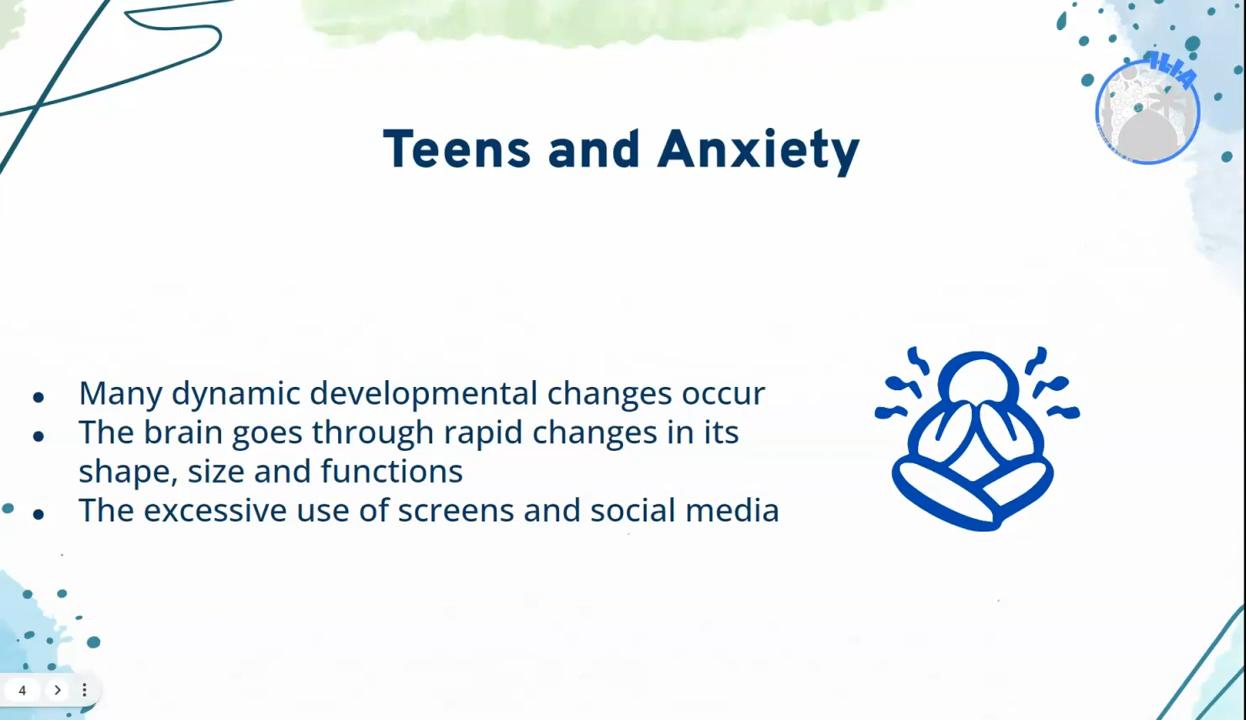 Teens and Anxiety
• Many dynamic developmental changes occur
• The brain goes through rapid changes in its
shape, size and functions
• The excessive use of screens and social media
4